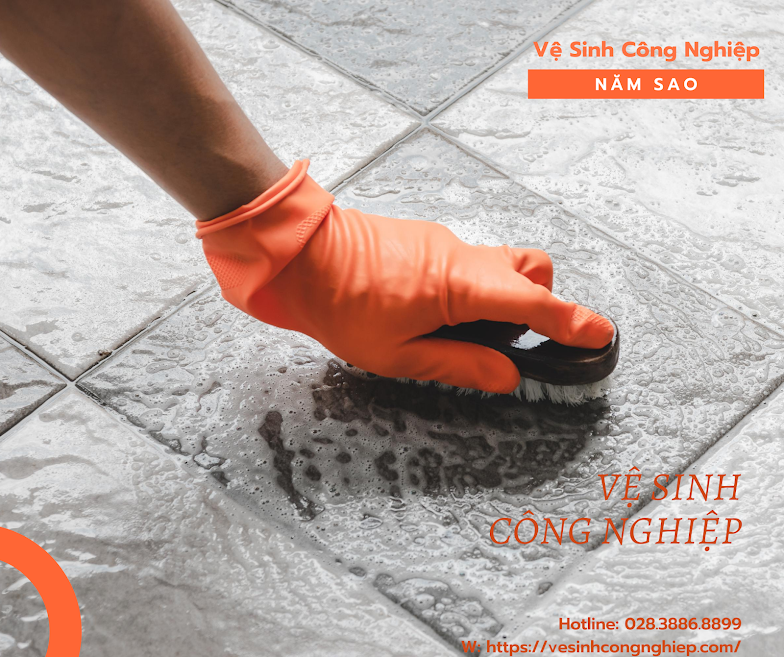 Vệ Sinh Công Nghiệp
NĂM SAO
VỆ SINH
CÔNG NGHIỆP
Hotline: 028.3886.8899
W: https://vesinhcongnghiep.com/